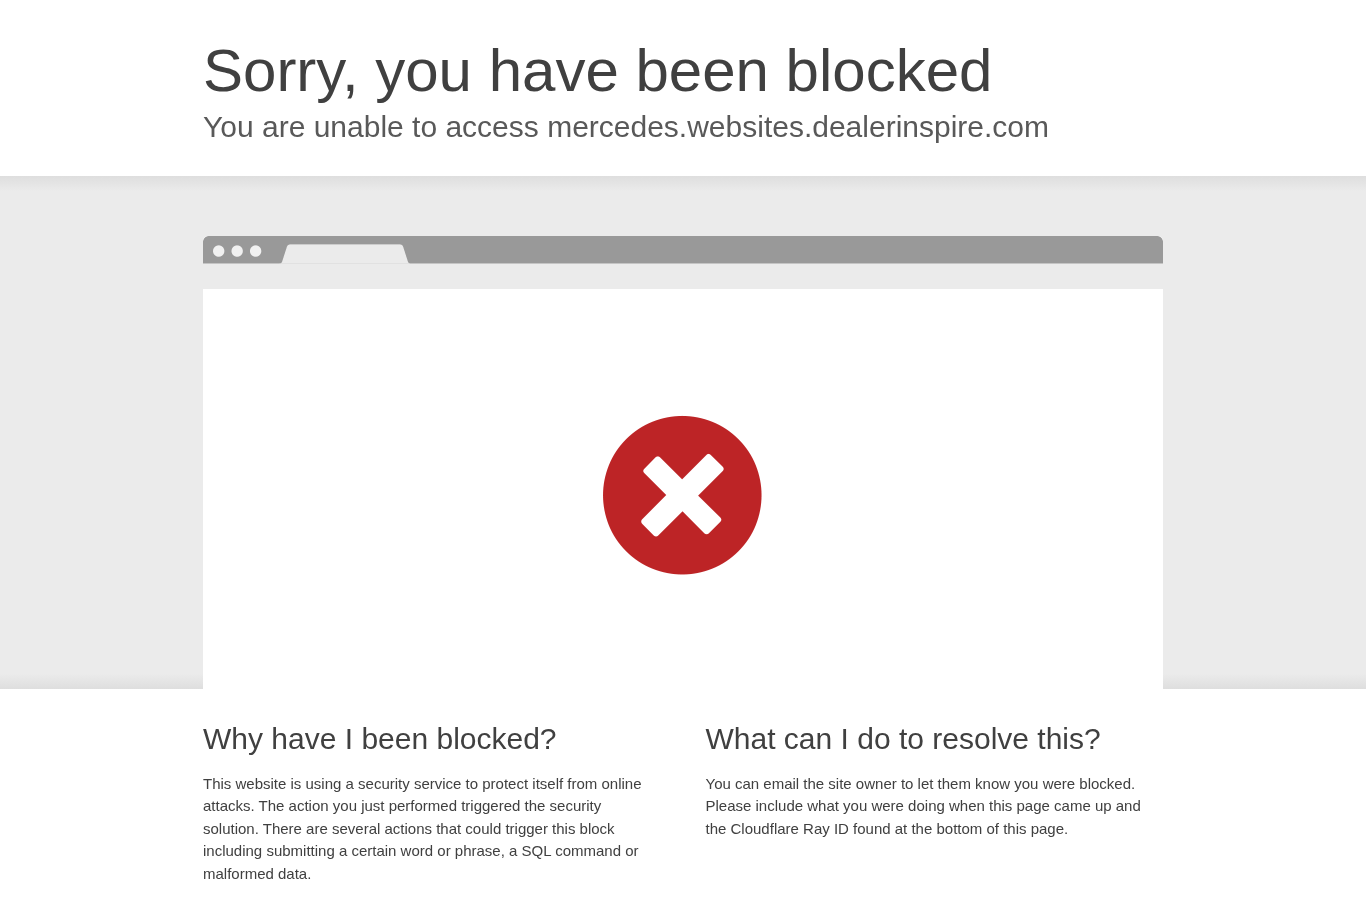 Sorry, you have been blocked
You are unable to access mercedes.websites.dealerinspire.com
Why have I been blocked?
This website is using a security service to protect itself from online
attacks. The action you just performed triggered the security
solution. There are several actions that could trigger this block
including submitting a certain word or phrase, a SQL command or
malformed data.
What can I do to resolve this?
You can email the site owner to let them know you were blocked.
Please include what you were doing when this page came up and
the Cloudflare Ray ID found at the bottom of this page.